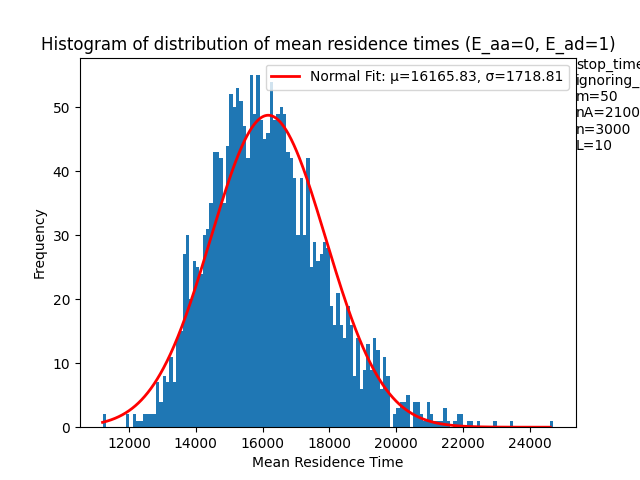 Histogram of distribution of mean residence times (E_aa=0, E_ad=1)
Normal Fit: μ=16165.83, σ=1718.81
stop_time
ignoring_
m=50
nA=2100
n=3000
L=10
Frequency
50
40
30
20
10
0
12000 14000 16000 18000 20000 22000 24000
Mean Residence Time